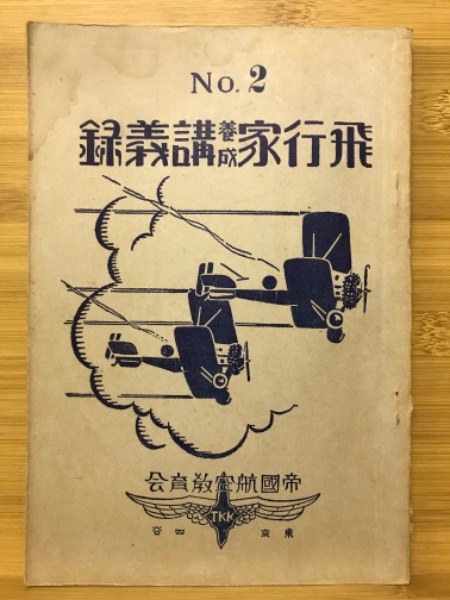 No. 2
飛行家養成講義録
帝國航空教育会
TKK
東京 四谷